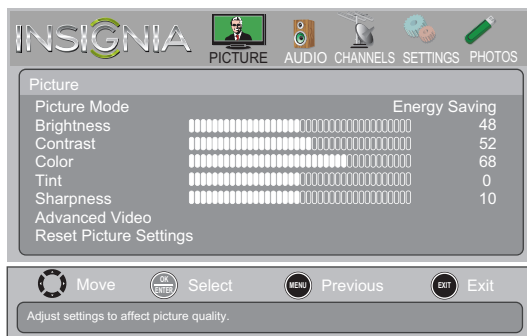 INSIGNIA
PICTURE AUDIO CHANNELS SETTINGS PHOTOS
Picture
Picture Mode Energy Saving
Brightness 48
Contrast 52
Color 68
Tint 0
Sharpness 10
Advanced Video
Reset Picture Settings
Move OK ENTER Select MENU Previous EXIT Exit
Adjust settings to affect picture quality.